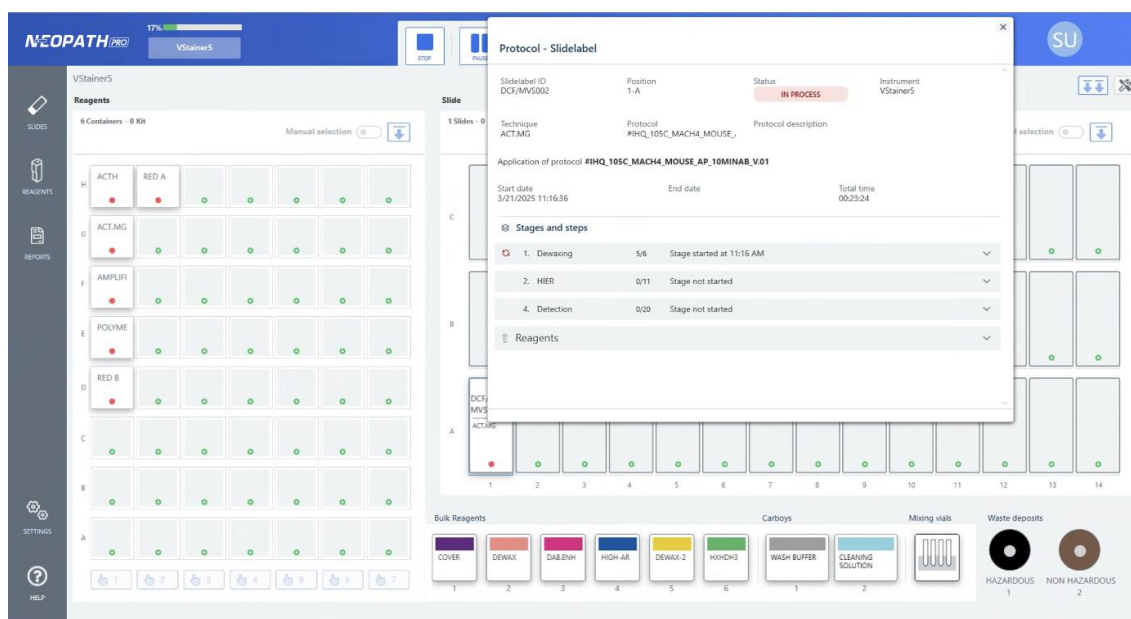 NEOPATH PRO
17%
VStainer5
STOP
PAUSE
SU
SLIDES
REAGENTS
REPORTS
SETTINGS
HELP
VStainer5
Reagents
6 Containers - 0 Kit
Manual selection
H
ACTH
RED A
G
ACT.MG
F
AMPLIFI
E
POLYME
D
RED B
C
B
A
1
2
3
4
5
6
7
Slide
1 Slides - 0
selection
C
B
A
DCF/
MVS
ACT.MG
1 2 3 4 5 6 7 8 9 10 11 12 13 14
Protocol - Slidelabel
×
Slidelabel ID
DCF/MVS002
Position
1-A
Status
IN PROCESS
Instrument
VStainer5
Technique
ACT.MG
Protocol
#IHQ_105C_MACH4_MOUSE_
Protocol description
Application of protocol #IHQ_105C_MACH4_MOUSE_AP_10MINAB_V.01
Start date
3/21/2025 11:16:36
End date
Total time
00:23:24
Stages and steps
1. Dewaxing 5/6 Stage started at 11:16 AM
2. HIER 0/11 Stage not started
4. Detection 0/20 Stage not started
Reagents
Bulk Reagents
COVER
1
DEWAX
2
DAB.ENH
3
HIGH-AR
4
DEWAX-2
5
HXHDH3
6
Carboys
WASH BUFFER
1
CLEANING
SOLUTION
2
Mixing vials
Waste deposits
HAZARDOUS
1
NON HAZARDOUS
2